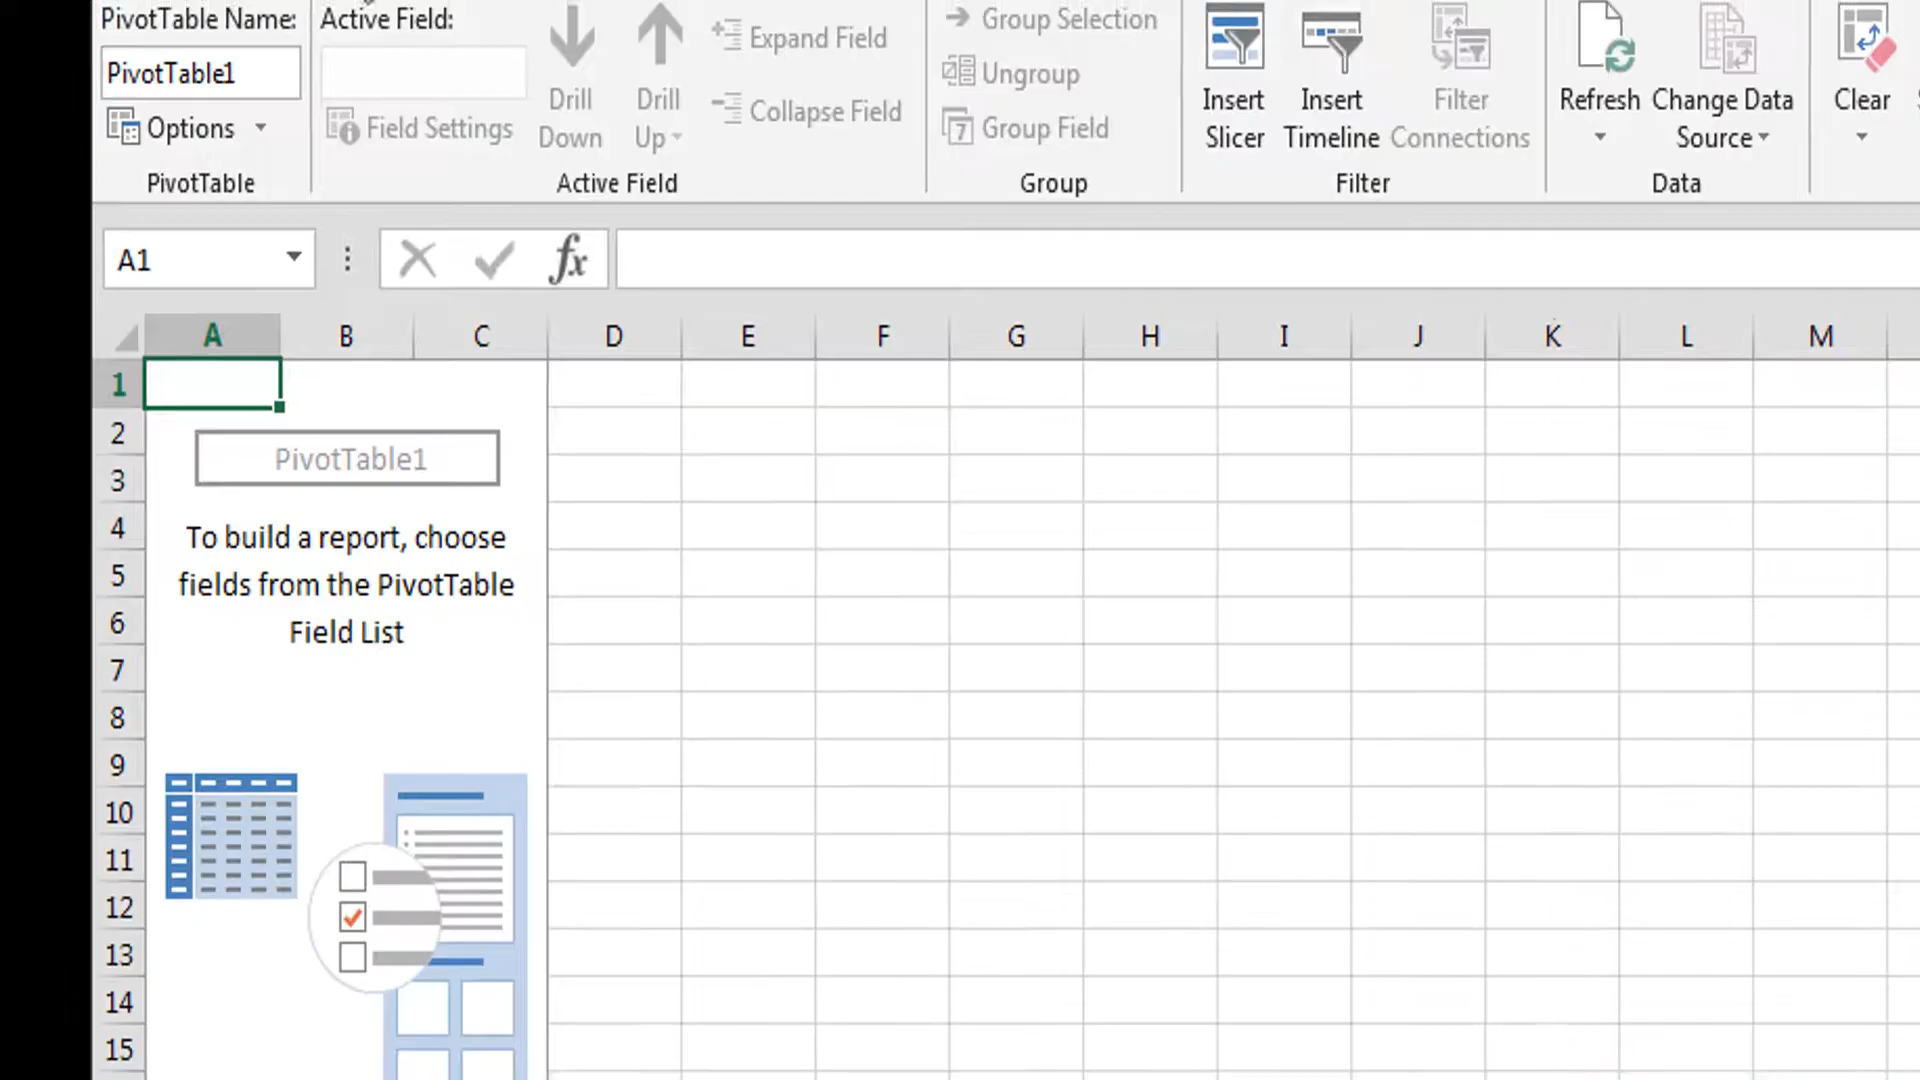 PivotTable Name:
PivotTable1
Options
PivotTable
Active Field:
Field Settings
Drill
Down
Drill
Up
Expand Field
Collapse Field
Active Field
Group Selection
Ungroup
7 Group Field
Group
Insert
Slicer
Insert
Timeline
Filter
Connections
Filter
Refresh
Change Data
Source
Data
Clear
A1
fx
A B C D E F G H I J K L M
1
2
PivotTable1
3
4
To build a report, choose
5
fields from the PivotTable
6
Field List
7
8
9
10
11
12
13
14
15